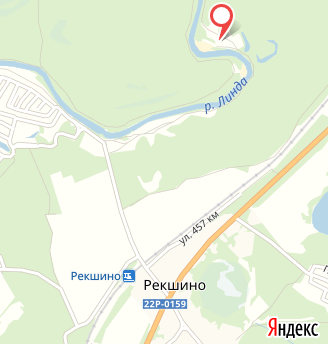 р. Линда
ул. 457 км
Рекшино
Рекшино
22Р-0159
Яндекс